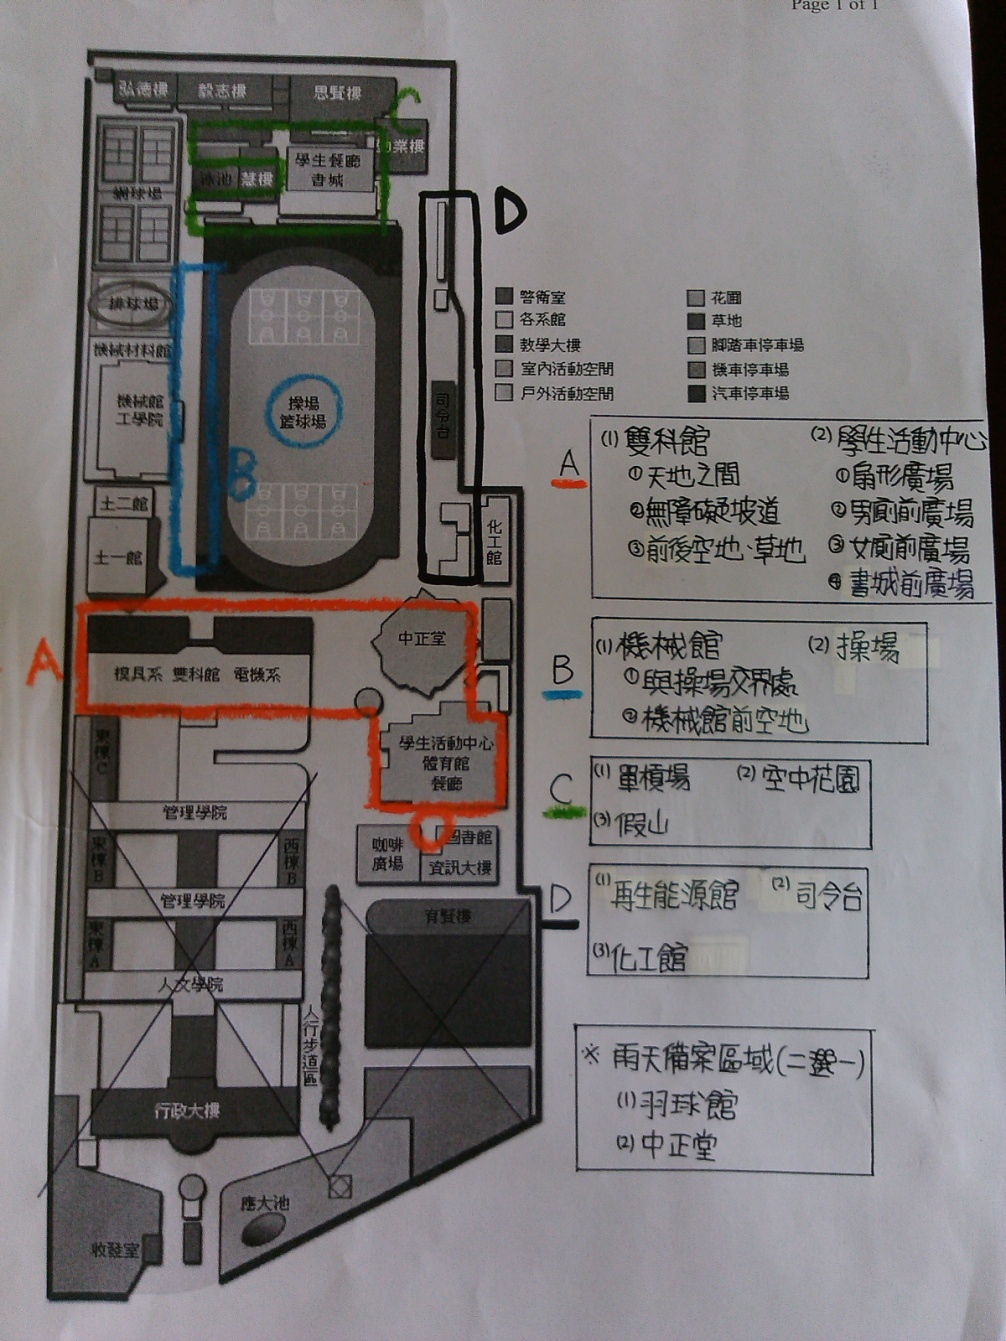 Page 1 of 1
弘德樓 毅志樓 思賢樓
C
勤業樓
學生餐廳
書城
泳池 慧樓
網球場
D
排球場
機械材料館
機械館
工學院
操場
籃球場
司令台
B
土二館
土一館
化工館
警衛室
各系館
教學大樓
室內活動空間
戶外活動空間
花圃
草地
腳踏車停車場
機車停車場
汽車停車場
A
中正堂
模具系 雙科館 電機系
學生活動中心
體育館
餐廳
東棟C
管理學院
咖啡
廣場
圖書館
資訊大樓
東棟B
西棟B
管理學院
育賢樓
東棟A
西棟A
人文學院
人行步道區
行政大樓
應大池
收發室
A
(1) 雙科館
①天地之間
②無障礙坡道
③前後空地、草地
(2) 學生活動中心
①扇形廣場
②男廁前廣場
③女廁前廣場
④書城前廣場
B
(1) 機械館 (2) 操場
①與操場交界處
②機械館前空地
C
(1) 單槓場 (2) 空中花園
(3) 假山
D
(1) 再生能源館 (2) 司令台
(3) 化工館
※ 雨天備案區域(二選一)
(1) 羽球館
(2) 中正堂